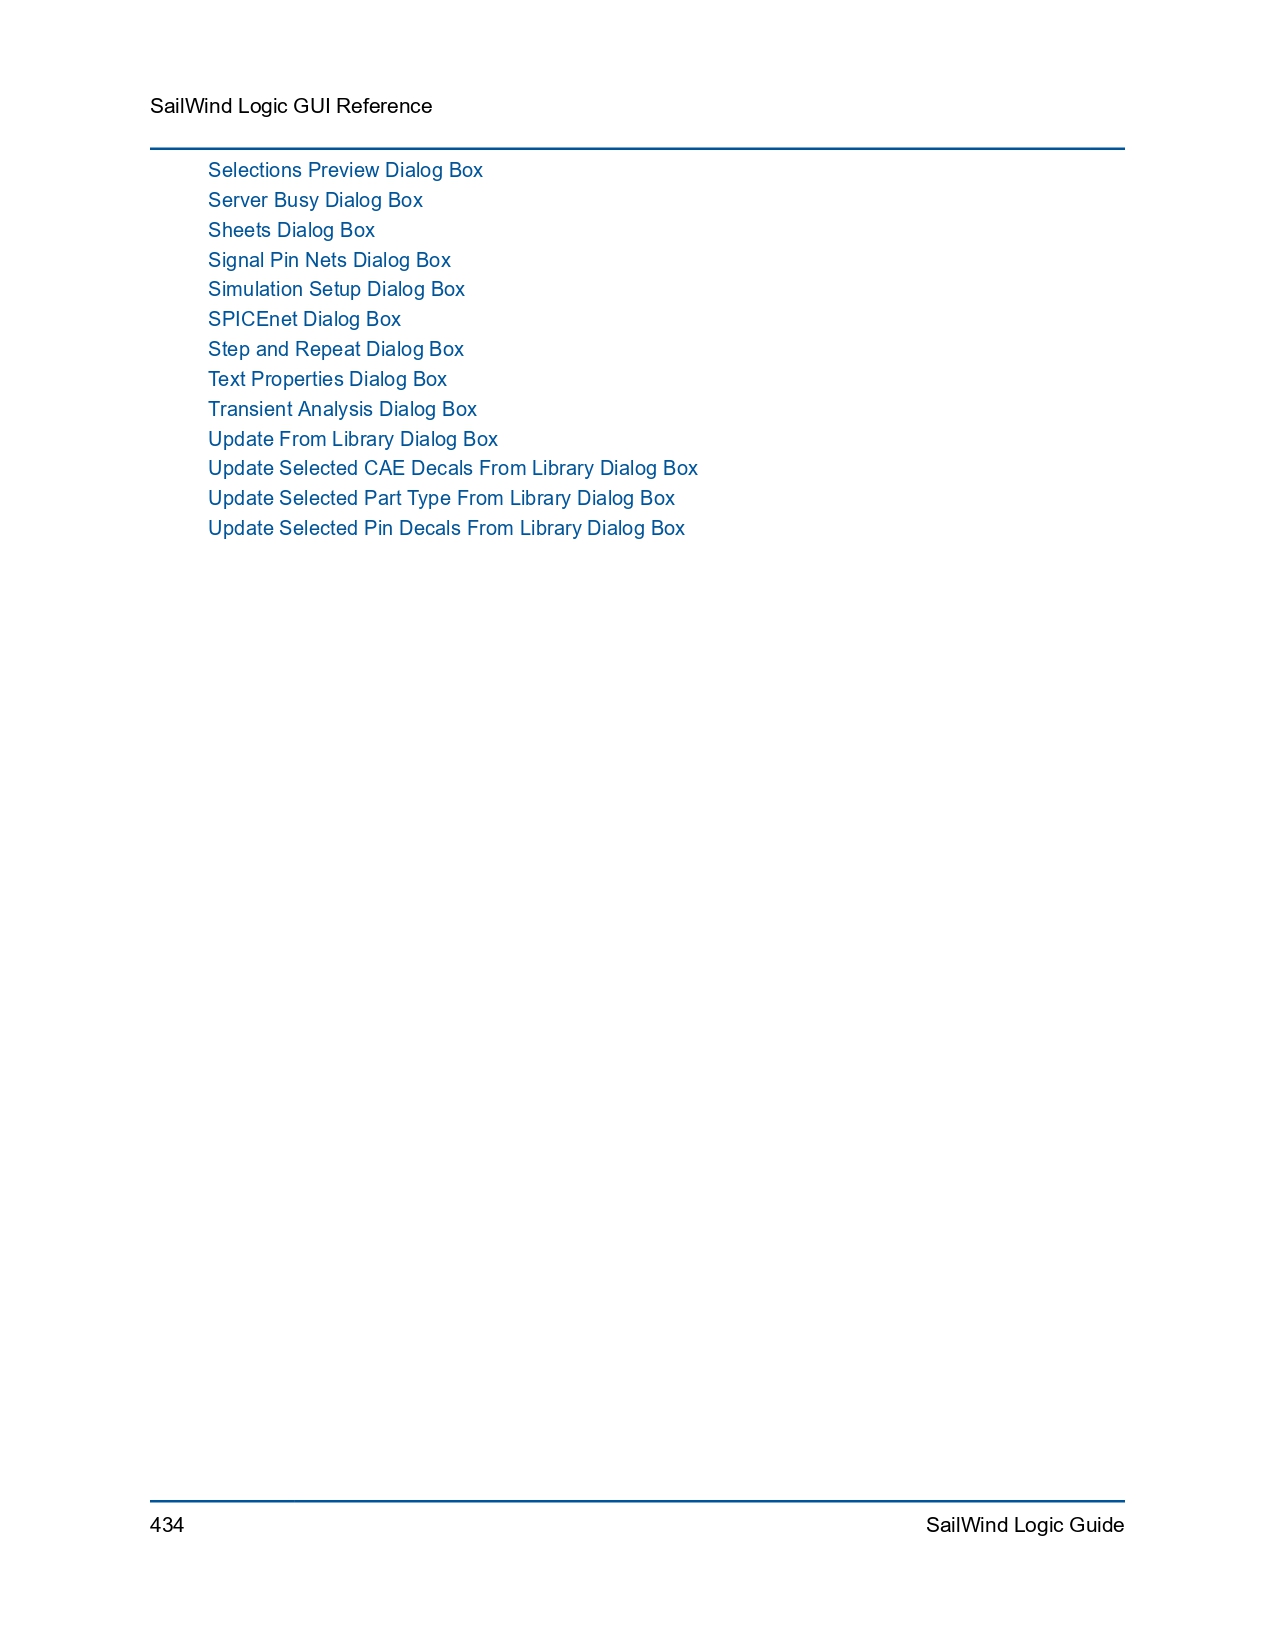 SailWind Logic GUI Reference
Selections Preview Dialog Box
Server Busy Dialog Box
Sheets Dialog Box
Signal Pin Nets Dialog Box
Simulation Setup Dialog Box
SPICEnet Dialog Box
Step and Repeat Dialog Box
Text Properties Dialog Box
Transient Analysis Dialog Box
Update From Library Dialog Box
Update Selected CAE Decals From Library Dialog Box
Update Selected Part Type From Library Dialog Box
Update Selected Pin Decals From Library Dialog Box
434 SailWind Logic Guide